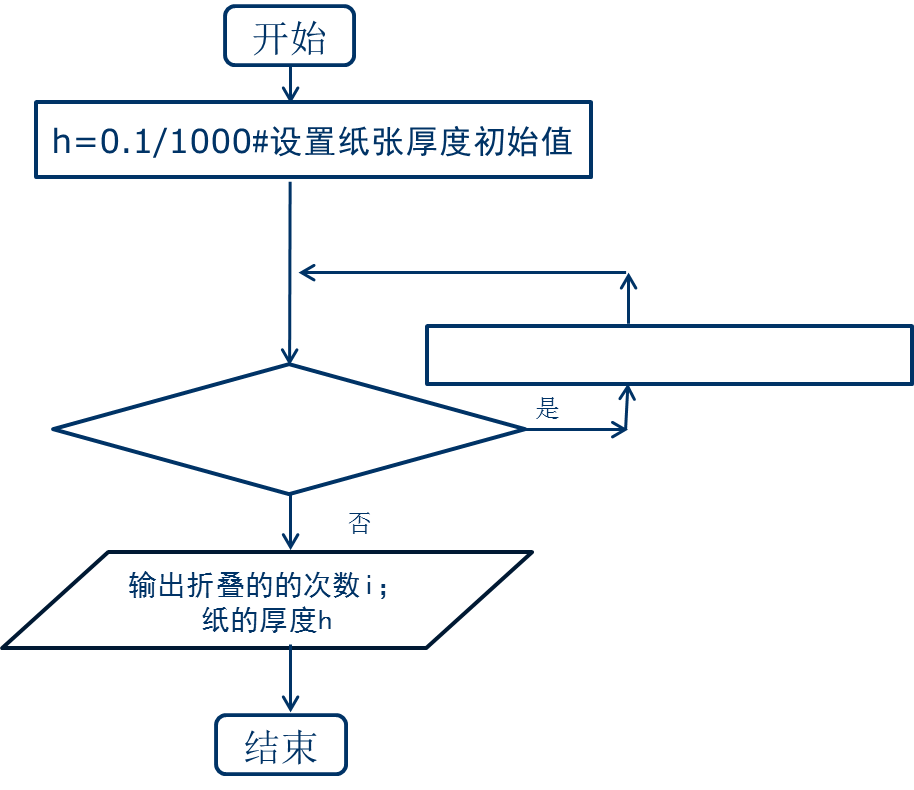 开始
h=0.1/1000#设置纸张厚度初始值
是
否
输出折叠的的次数i；
纸的厚度h
结束